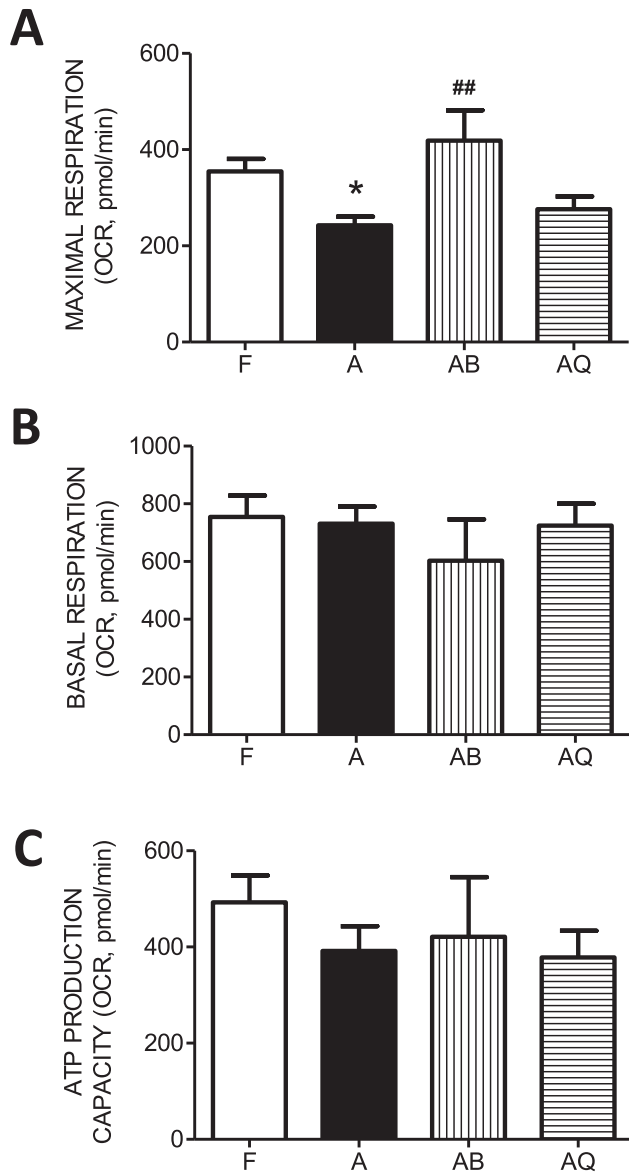 A
MAXIMAL RESPIRATION
(OCR, pmol/min)
600
400
200
0
##
*
F A AB AQ
B
BASAL RESPIRATION
(OCR, pmol/min)
1000
800
600
400
200
0
F A AB AQ
C
ATP PRODUCTION
CAPACITY (OCR, pmol/min)
600
400
200
0
F A AB AQ